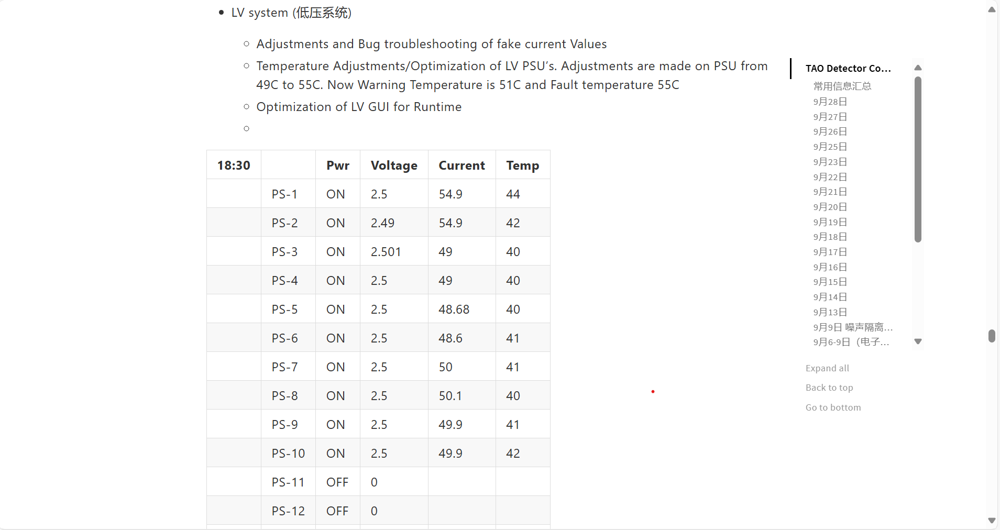 LV system (低压系统)
Adjustments and Bug troubleshooting of fake current Values
Temperature Adjustments/Optimization of LV PSU’s. Adjustments are made on PSU from
49C to 55C. Now Warning Temperature is 51C and Fault temperature 55C
Optimization of LV GUI for Runtime
18:30 Pwr Voltage Current Temp
PS-1 ON 2.5 54.9 44
PS-2 ON 2.49 54.9 42
PS-3 ON 2.501 49 40
PS-4 ON 2.5 49 40
PS-5 ON 2.5 48.68 40
PS-6 ON 2.5 48.6 41
PS-7 ON 2.5 50 41
PS-8 ON 2.5 50.1 40
PS-9 ON 2.5 49.9 41
PS-10 ON 2.5 49.9 42
PS-11 OFF 0
PS-12 OFF 0
TAO Detector Co...
常用信息汇总
9月28日
9月27日
9月26日
9月25日
9月23日
9月22日
9月21日
9月20日
9月19日
9月18日
9月17日
9月16日
9月15日
9月14日
9月13日
9月9日 噪声隔离...
9月6-9日（电子...
Expand all
Back to top
Go to bottom